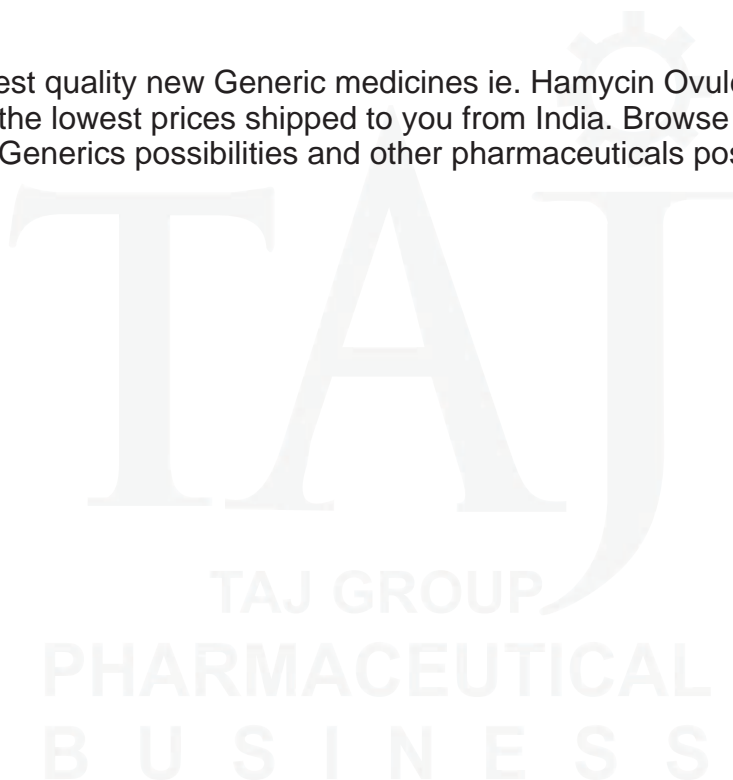 est quality new Generic medicines ie. Hamycin Ovul
the lowest prices shipped to you from India. Browse
Generics possibilities and other pharmaceuticals pos
TAJ
TAJ GROUP
PHARMACEUTICAL
BUSINESS